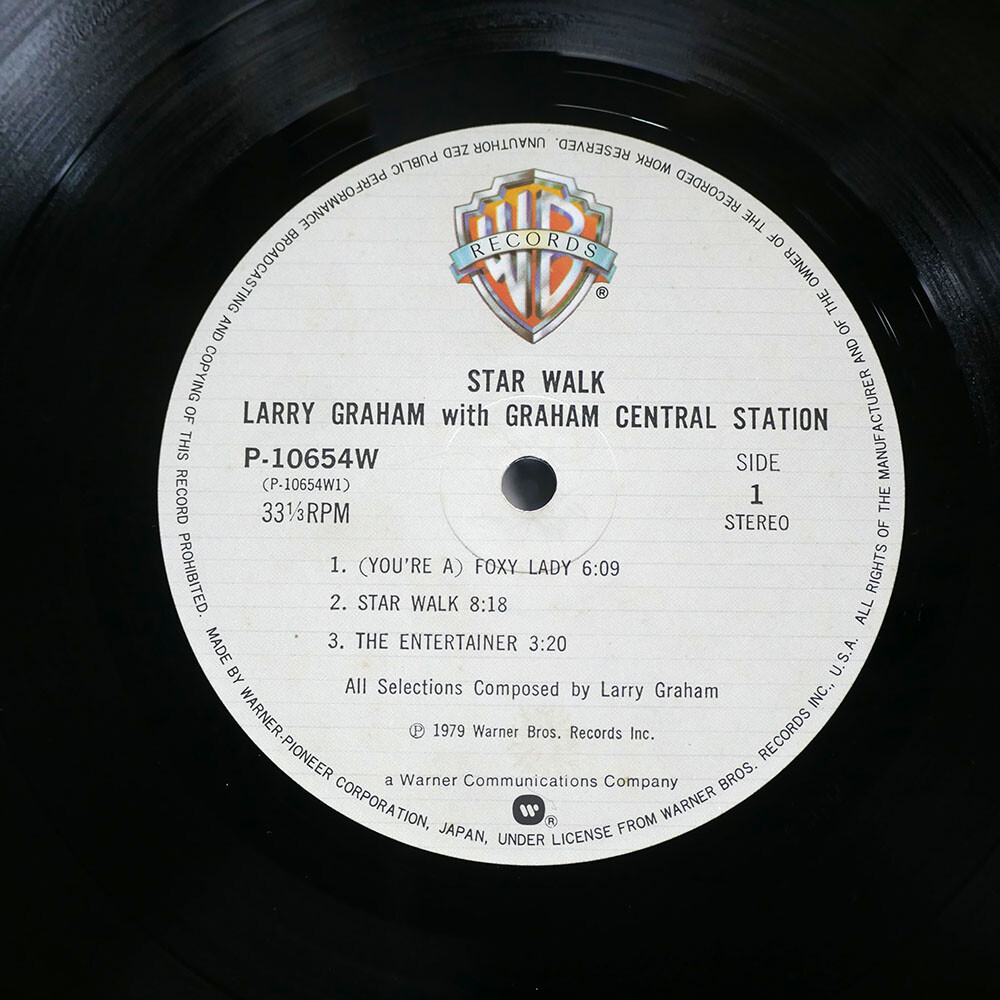 WB
RECORDS
®
STAR WALK
LARRY GRAHAM with GRAHAM CENTRAL STATION
P-10654W
(P-10654W1)
33⅓RPM
SIDE
1
STEREO
1. (YOU'RE A) FOXY LADY 6:09
2. STAR WALK 8:18
3. THE ENTERTAINER 3:20
All Selections Composed by Larry Graham
℗ 1979 Warner Bros. Records Inc.
a Warner Communications Company
W ®
MADE BY WARNER-PIONEER CORPORATION, JAPAN, UNDER LICENSE FROM WARNER BROS. RECORDS INC., U.S.A. ALL RIGHTS OF THE MANUFACTURER AND OF THE OWNER OF THE RECORDED WORK RESERVED. UNAUTHOR ZED PUBLIC PERFORMANCE BROADCASTING AND COPYING OF THIS RECORD PROHIBITED.